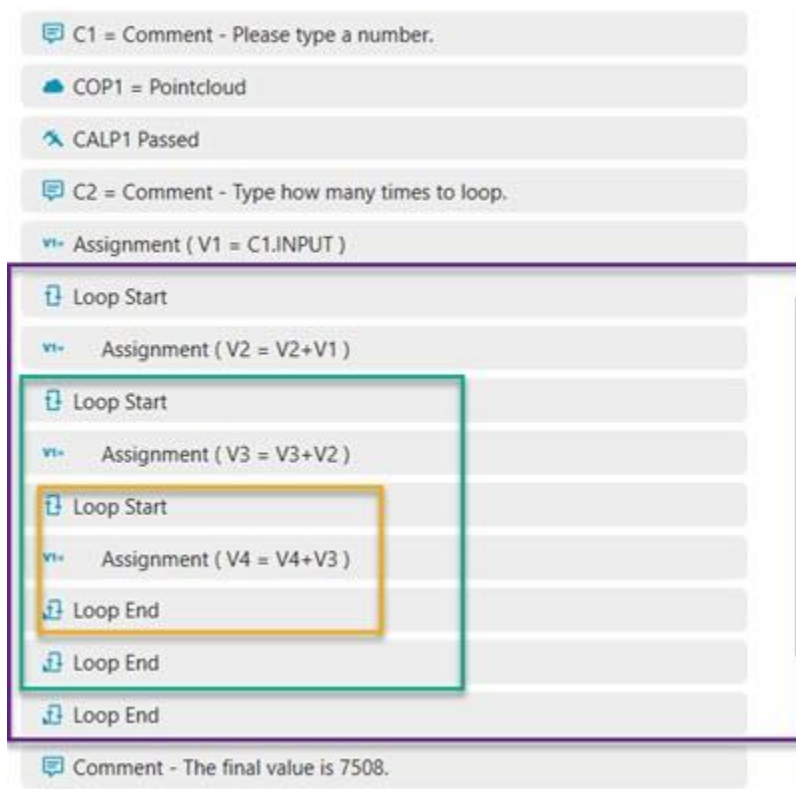 C1 = Comment - Please type a number.
COP1 = Pointcloud
CALP1 Passed
C2 = Comment - Type how many times to loop.
V1= Assignment ( V1 = C1.INPUT )
Loop Start
V1= Assignment ( V2 = V2+V1 )
Loop Start
V1= Assignment ( V3 = V3+V2 )
Loop Start
V1= Assignment ( V4 = V4+V3 )
Loop End
Loop End
Loop End
Comment - The final value is 7508.